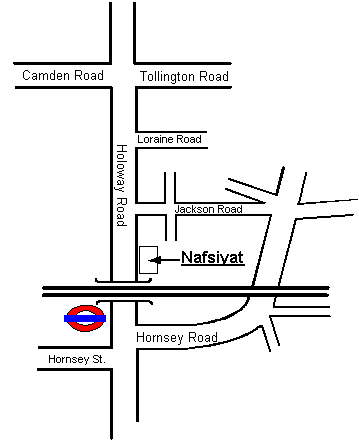 Camden Road
Tollington Road
Loraine Road
Holoway Road
Jackson Road
Nafsiyat
Hornsey Road
Hornsey St.